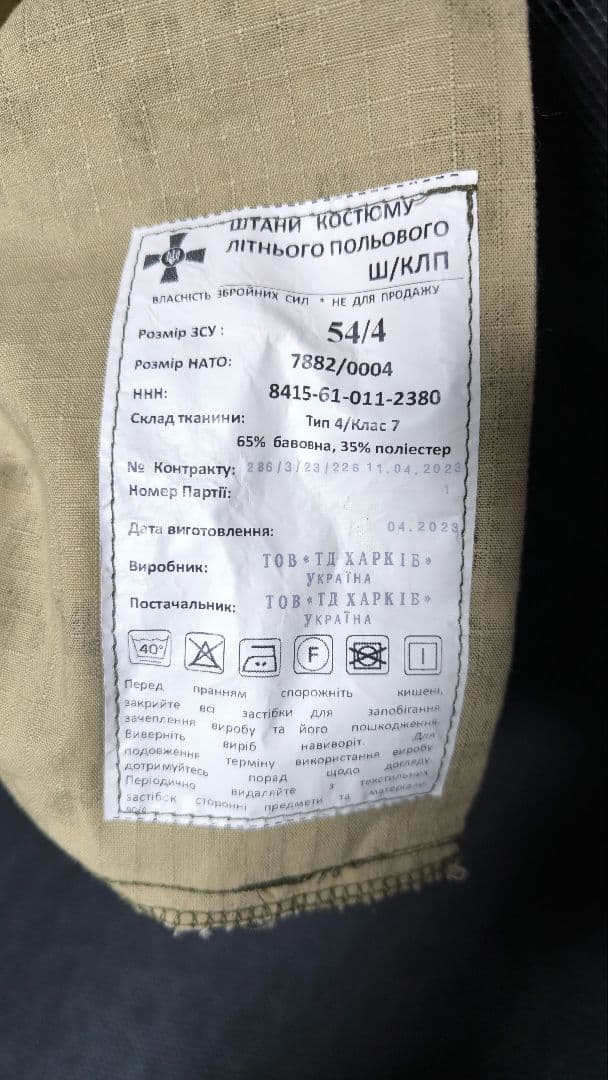 ШТАНИ КОСТЮМУ
ЛІТНЬОГО ПОЛЬОВОГО
Ш/КЛП
ВЛАСНІСТЬ ЗБРОЙНИХ СИЛ * НЕ ДЛЯ ПРОДАЖУ
Розмір ЗСУ: 54/4
Розмір НАТО: 7882/0004
ННН: 8415-61-011-2380
Склад тканини: Тип 4/Клас 7
65% бавовна, 35% поліестер
№ Контракту: 286/3/23/226 11.04.2023
Номер Партії: 1
Дата виготовлення: 04.2023
Виробник: ТОВ «ТД ХАРКІВ»
УКРАЇНА
Постачальник: ТОВ «ТД ХАРКІВ»
УКРАЇНА
40° F
Перед пранням спорожніть кишені,
закрийте всі застібки для запобігання
зачеплення виробу та його пошкодження.
Виверніть виріб навиворіт. Для
подовження терміну використання виробу
дотримуйтесь порад щодо догляду.
Періодично видаляйте з текстильних
застібок сторонні предмети та матеріали